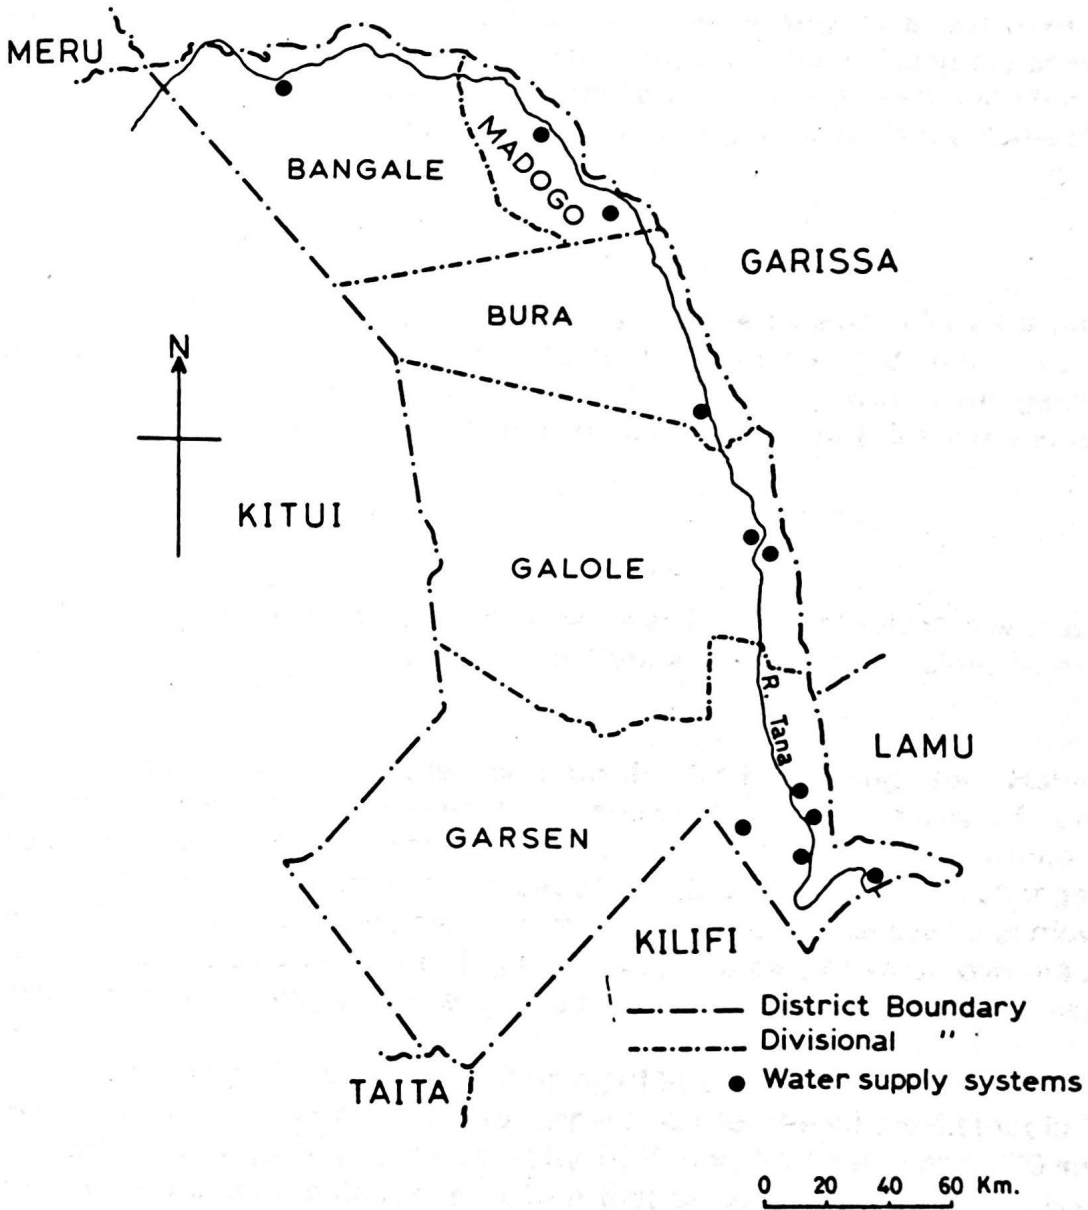 MERU
BANGALE
MADOGO
GARISSA
BURA
N
KITUI
GALOLE
R. Tana
LAMU
GARSEN
KILIFI
District Boundary
Divisional "
Water supply systems
TAITA
0 20 40 60 Km.